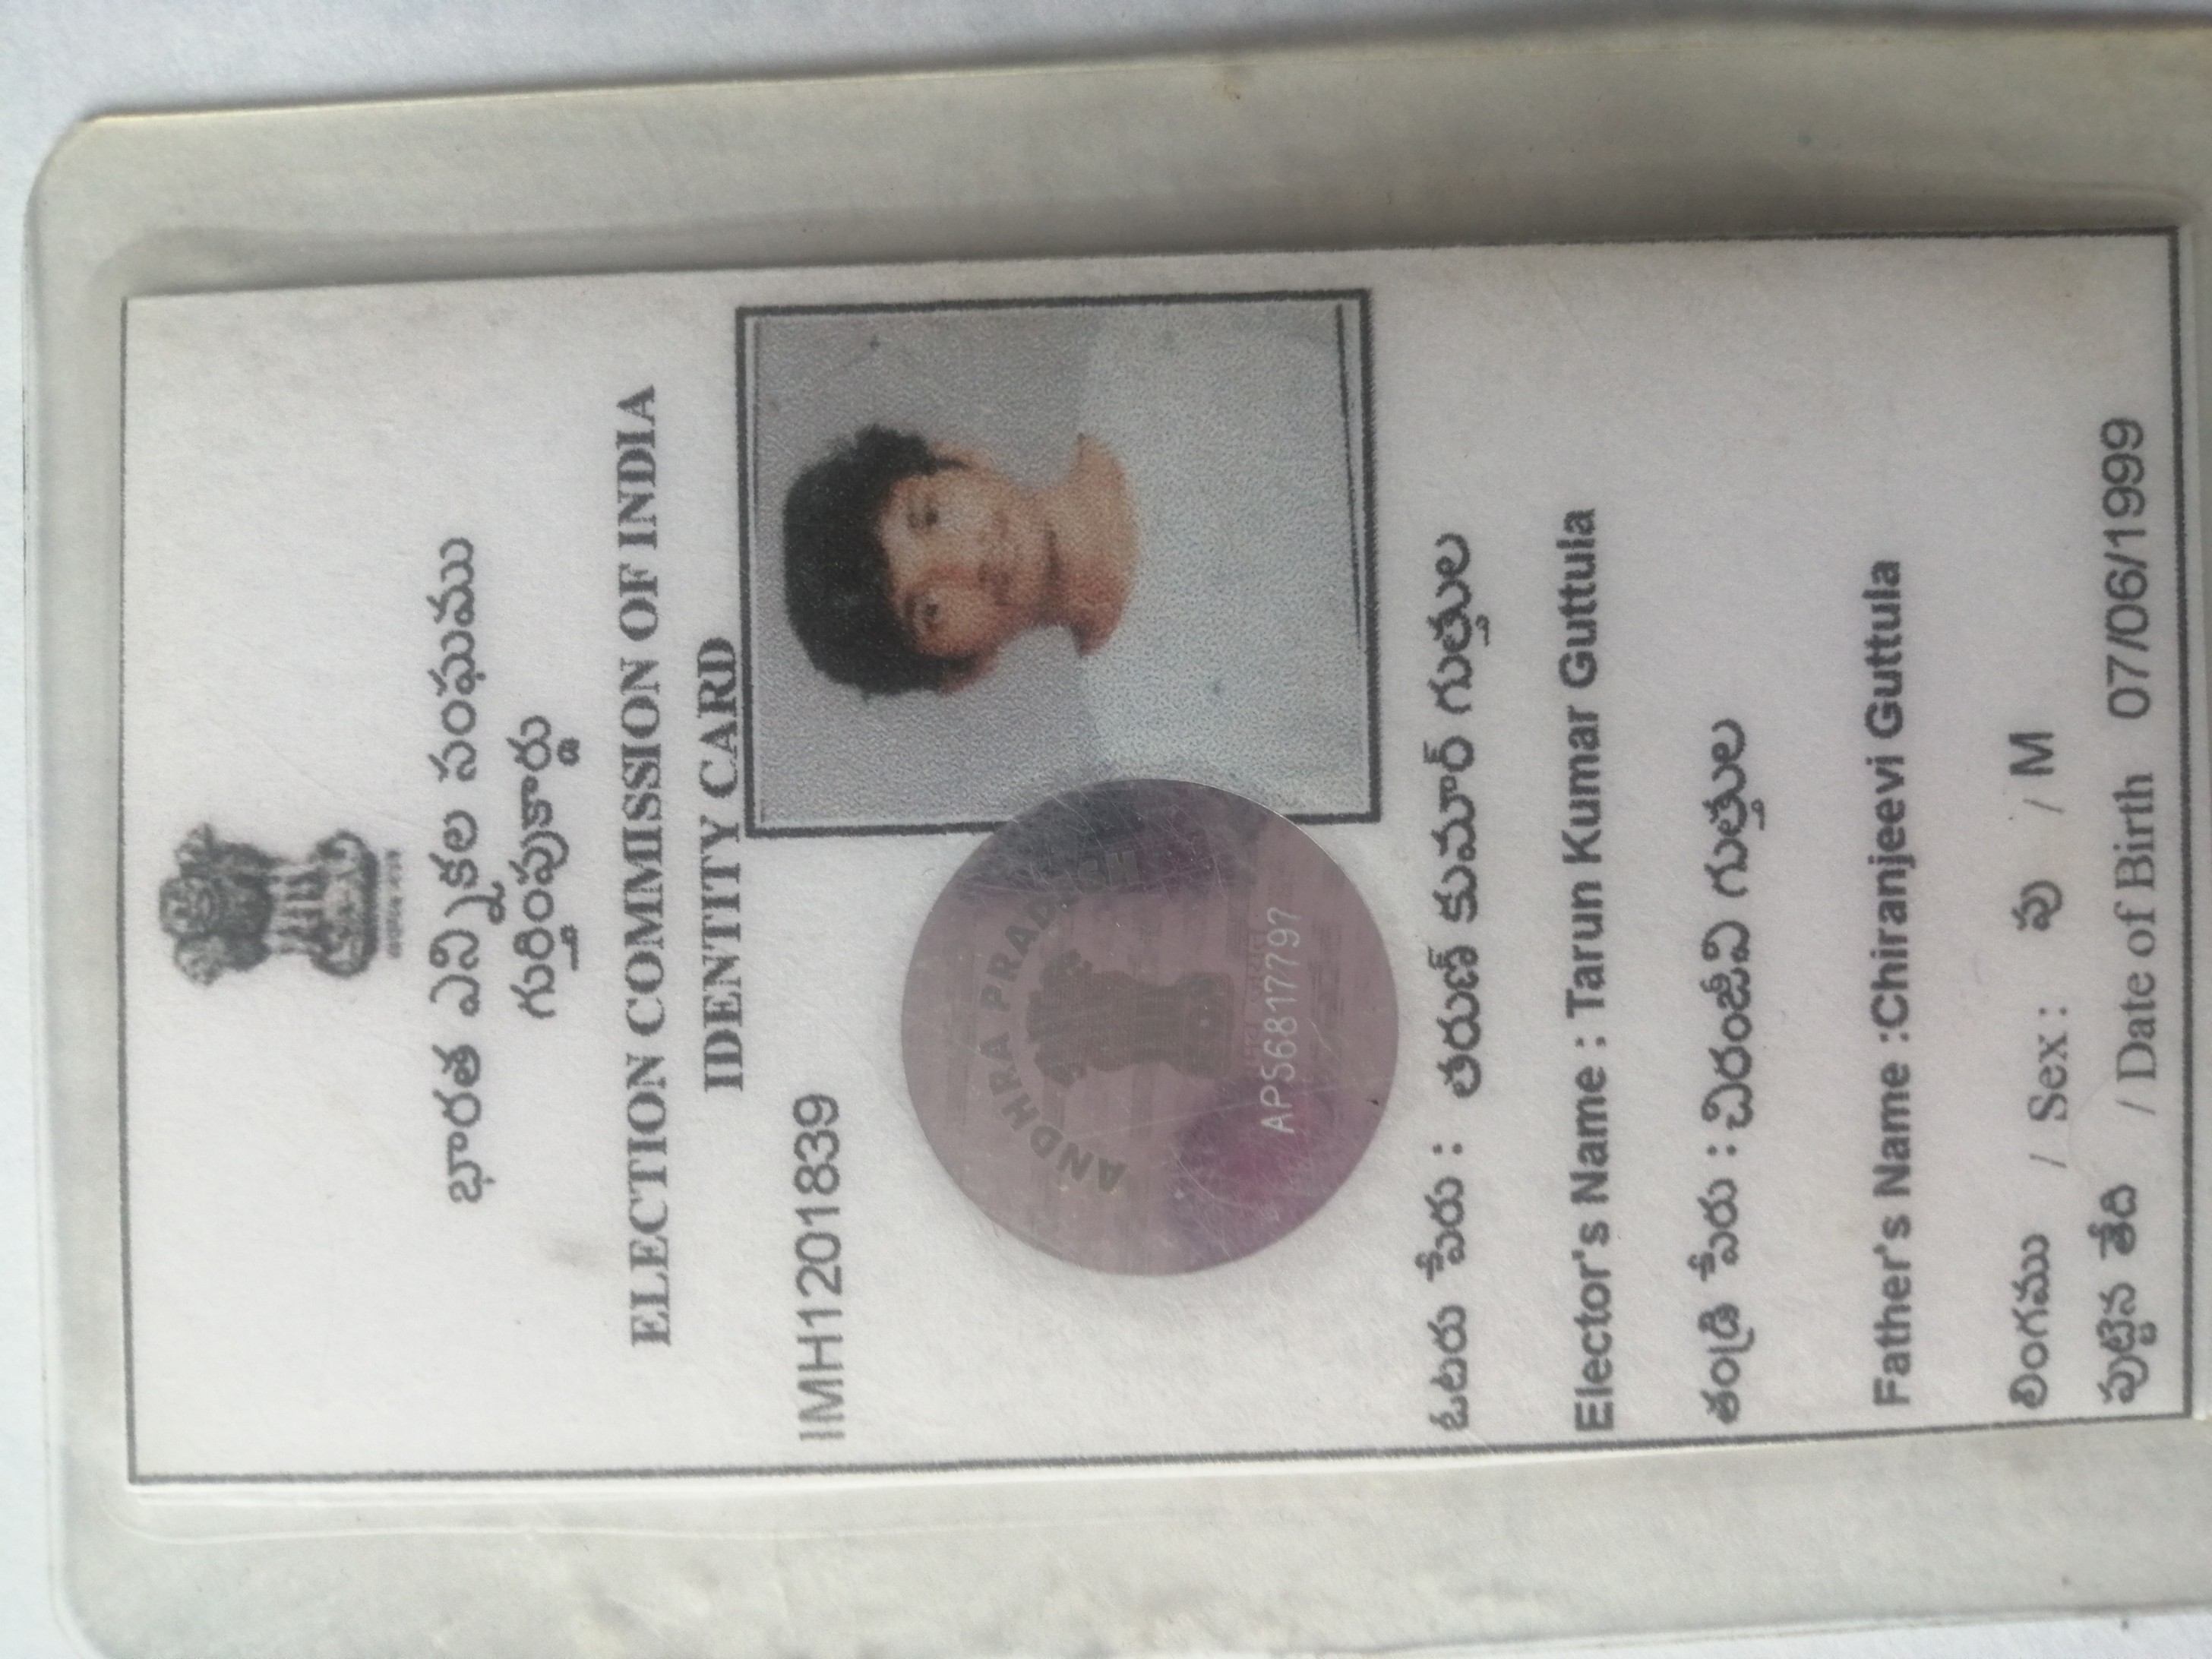 భారత ఎన్నికల సంఘము
గుర్తింపుకార్డు
ELECTION COMMISSION OF INDIA
IDENTITY CARD
IMH1201839
ANDHRA PRADESH
AP568177797
ఓటరు పేరు : తరుణ్ కుమార్ గుత్తుల
Elector's Name : Tarun Kumar Guttula
తండ్రి పేరు : చిరంజీవి గుత్తుల
Father's Name :Chiranjeevi Guttula
లింగము / Sex : పు / M
పుట్టిన తేది / Date of Birth 07/06/1999